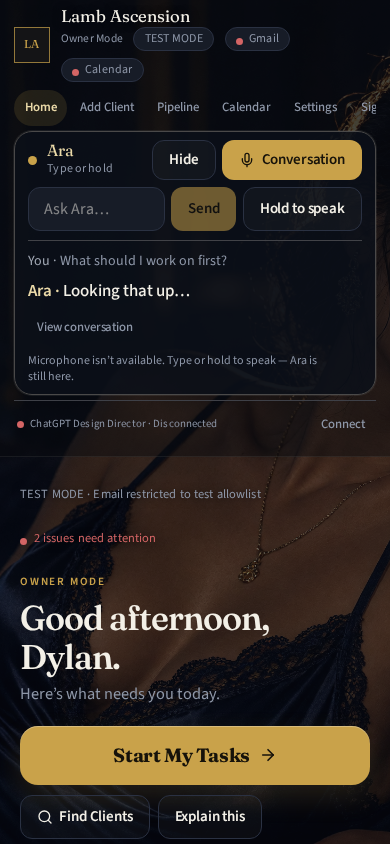 Lamb Ascension
LA
Owner Mode TEST MODE Gmail
Calendar
Home Add Client Pipeline Calendar Settings Sig
Ara
Type or hold
Hide Conversation
Ask Ara… Send Hold to speak
You · What should I work on first?
Ara · Looking that up…
View conversation
Microphone isn't available. Type or hold to speak — Ara is
still here.
ChatGPT Design Director · Disconnected Connect
TEST MODE · Email restricted to test allowlist
2 issues need attention
OWNER MODE
Good afternoon,
Dylan.
Here's what needs you today.
Start My Tasks →
Find Clients Explain this